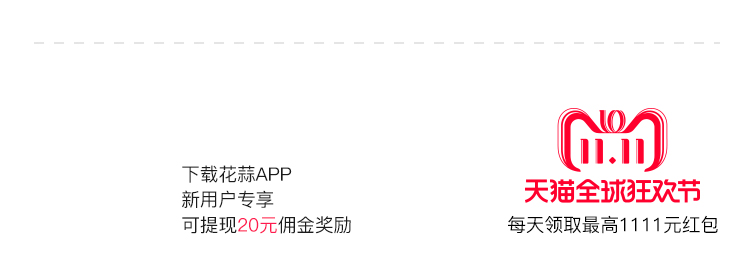 下载花蒜APP
新用户专享
可提现20元佣金奖励
10
11.11
天猫全球狂欢节
每天领取最高1111元红包